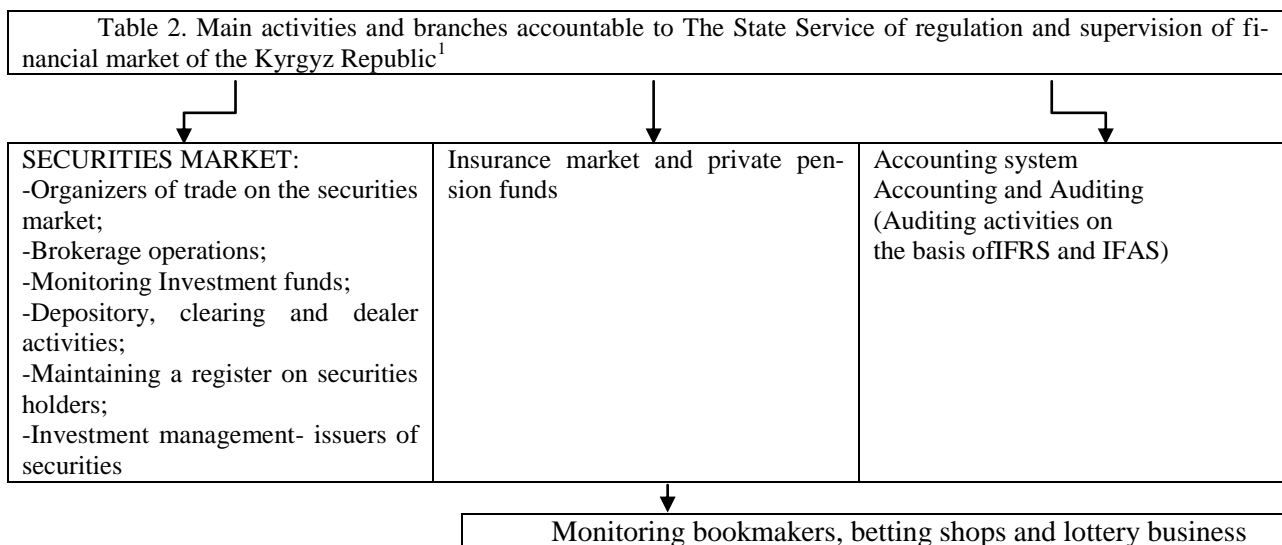 Table 2. Main activities and branches accountable to The State Service of regulation and supervision of fi-
nancial market of the Kyrgyz Republic1
SECURITIES MARKET:
-Organizers of trade on the securities
market;
-Brokerage operations;
-Monitoring Investment funds;
-Depository, clearing and dealer
activities;
-Maintaining a register on securities
holders;
-Investment management- issuers of
securities
Insurance market and private pen-
sion funds
Accounting system
Accounting and Auditing
(Auditing activities on
the basis ofIFRS and IFAS)
Monitoring bookmakers, betting shops and lottery business